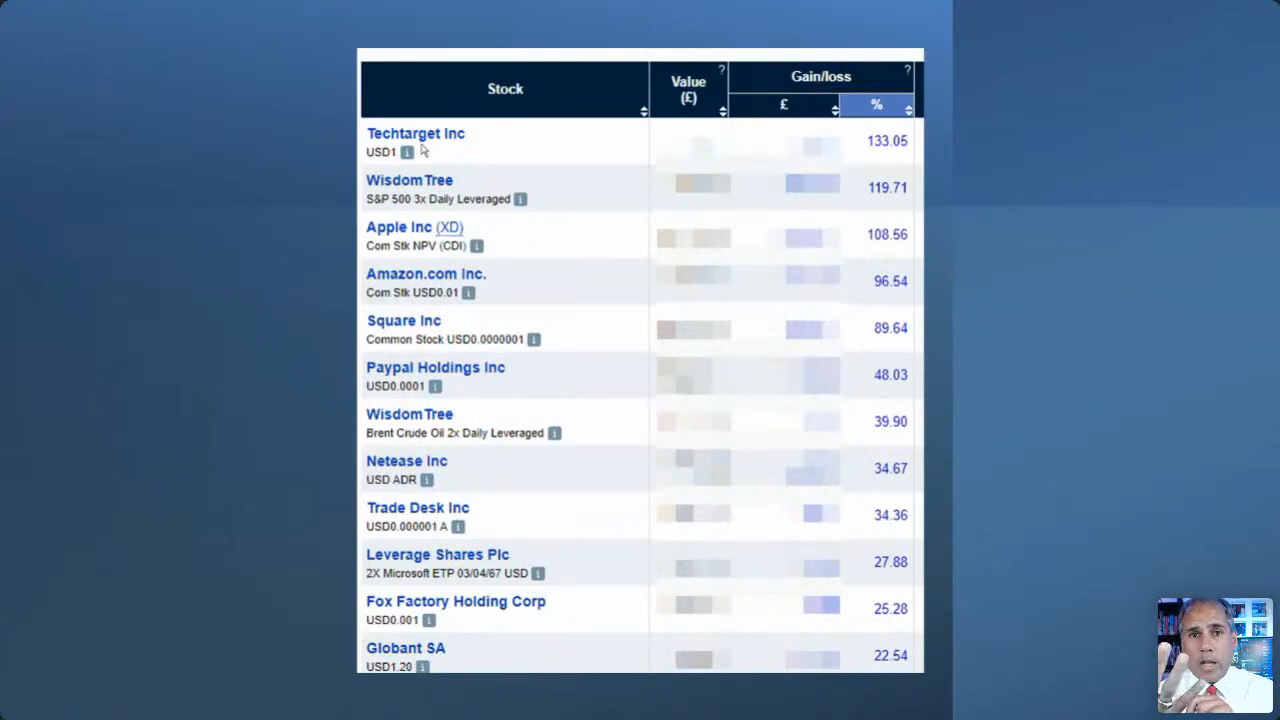 Stock
Value
(£)
?
Gain/loss
?
£
%
Techtarget Inc
USD1
133.05
WisdomTree
S&P 500 3x Daily Leveraged
119.71
Apple Inc (XD)
Com Stk NPV (CDI)
108.56
Amazon.com Inc.
Com Stk USD0.01
96.54
Square Inc
Common Stock USD0.0000001
89.64
Paypal Holdings Inc
USD0.0001
48.03
WisdomTree
Brent Crude Oil 2x Daily Leveraged
39.90
Netease Inc
USD ADR
34.67
Trade Desk Inc
USD0.000001 A
34.36
Leverage Shares Plc
2X Microsoft ETP 03/04/67 USD
27.88
Fox Factory Holding Corp
USD0.001
25.28
Globant SA
USD1.20
22.54